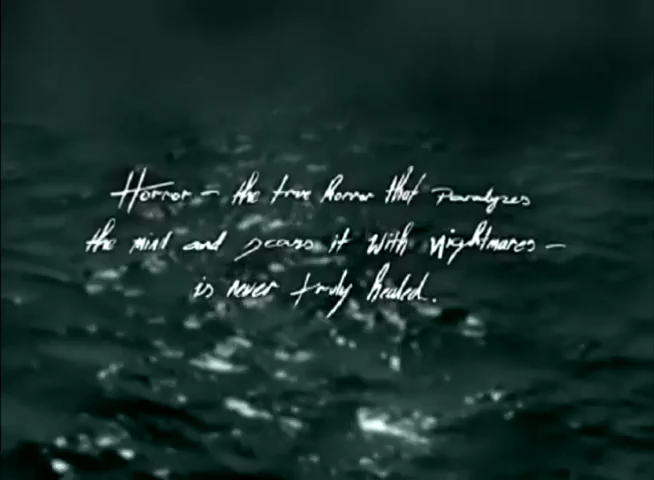 Horror – the true horror that paralyzes
the mind and scars it with nightmares –
is never truly healed.